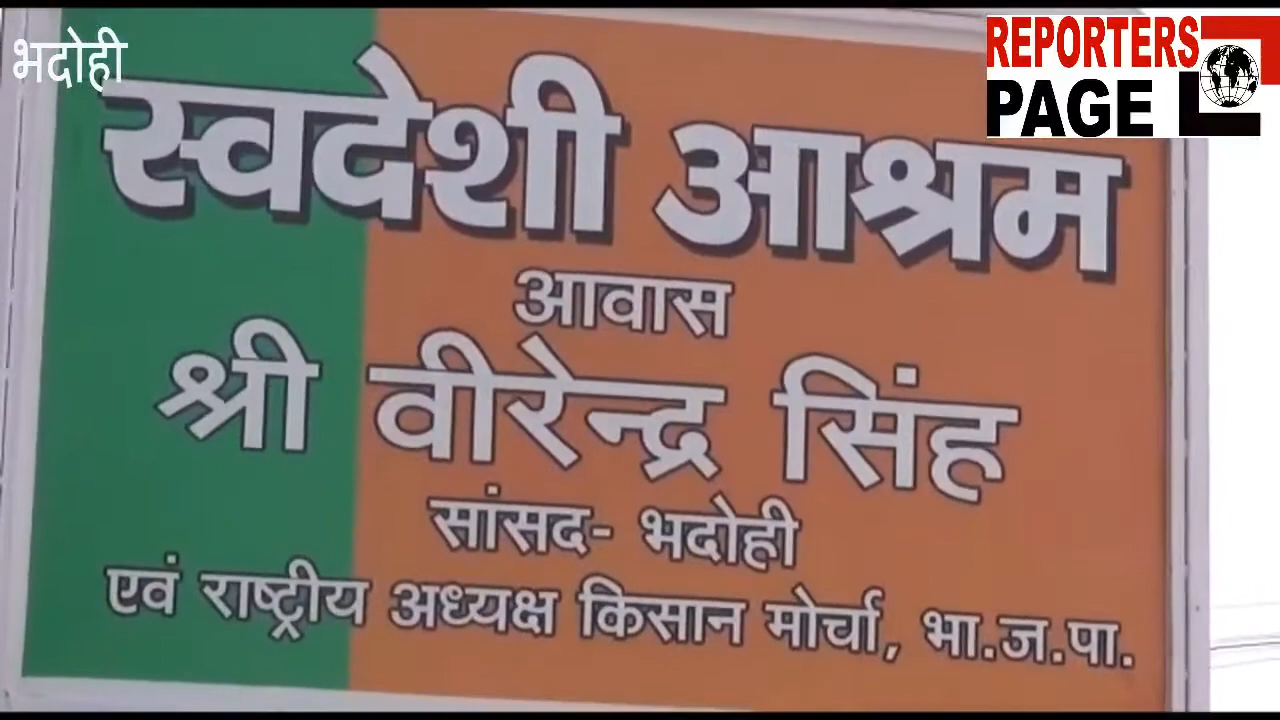 भदोही
REPORTERS
PAGE
स्वदेशी आश्रम
आवास
श्री वीरेन्द्र सिंह
सांसद- भदोही
एवं राष्ट्रीय अध्यक्ष किसान मोर्चा, भा.ज.पा.